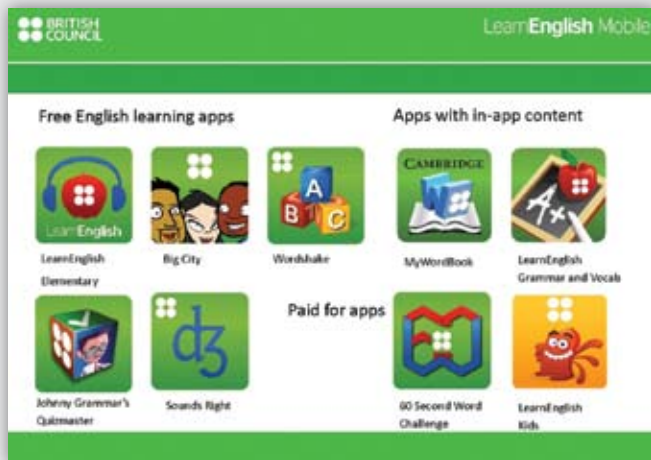 BRITISH
COUNCIL
LearnEnglish Mobile
Free English learning apps
Apps with in-app content
LearnEnglish
A
B C
CAMBRIDGE
W
A+
LearnEnglish
Elementary
Big City
Wordshake
MyWordBook
LearnEnglish
Grammar and Vocab
Paid for apps
ʤ
Johnny Grammar's
Quizmaster
Sounds Right
60 Second Word
Challenge
LearnEnglish
Kids